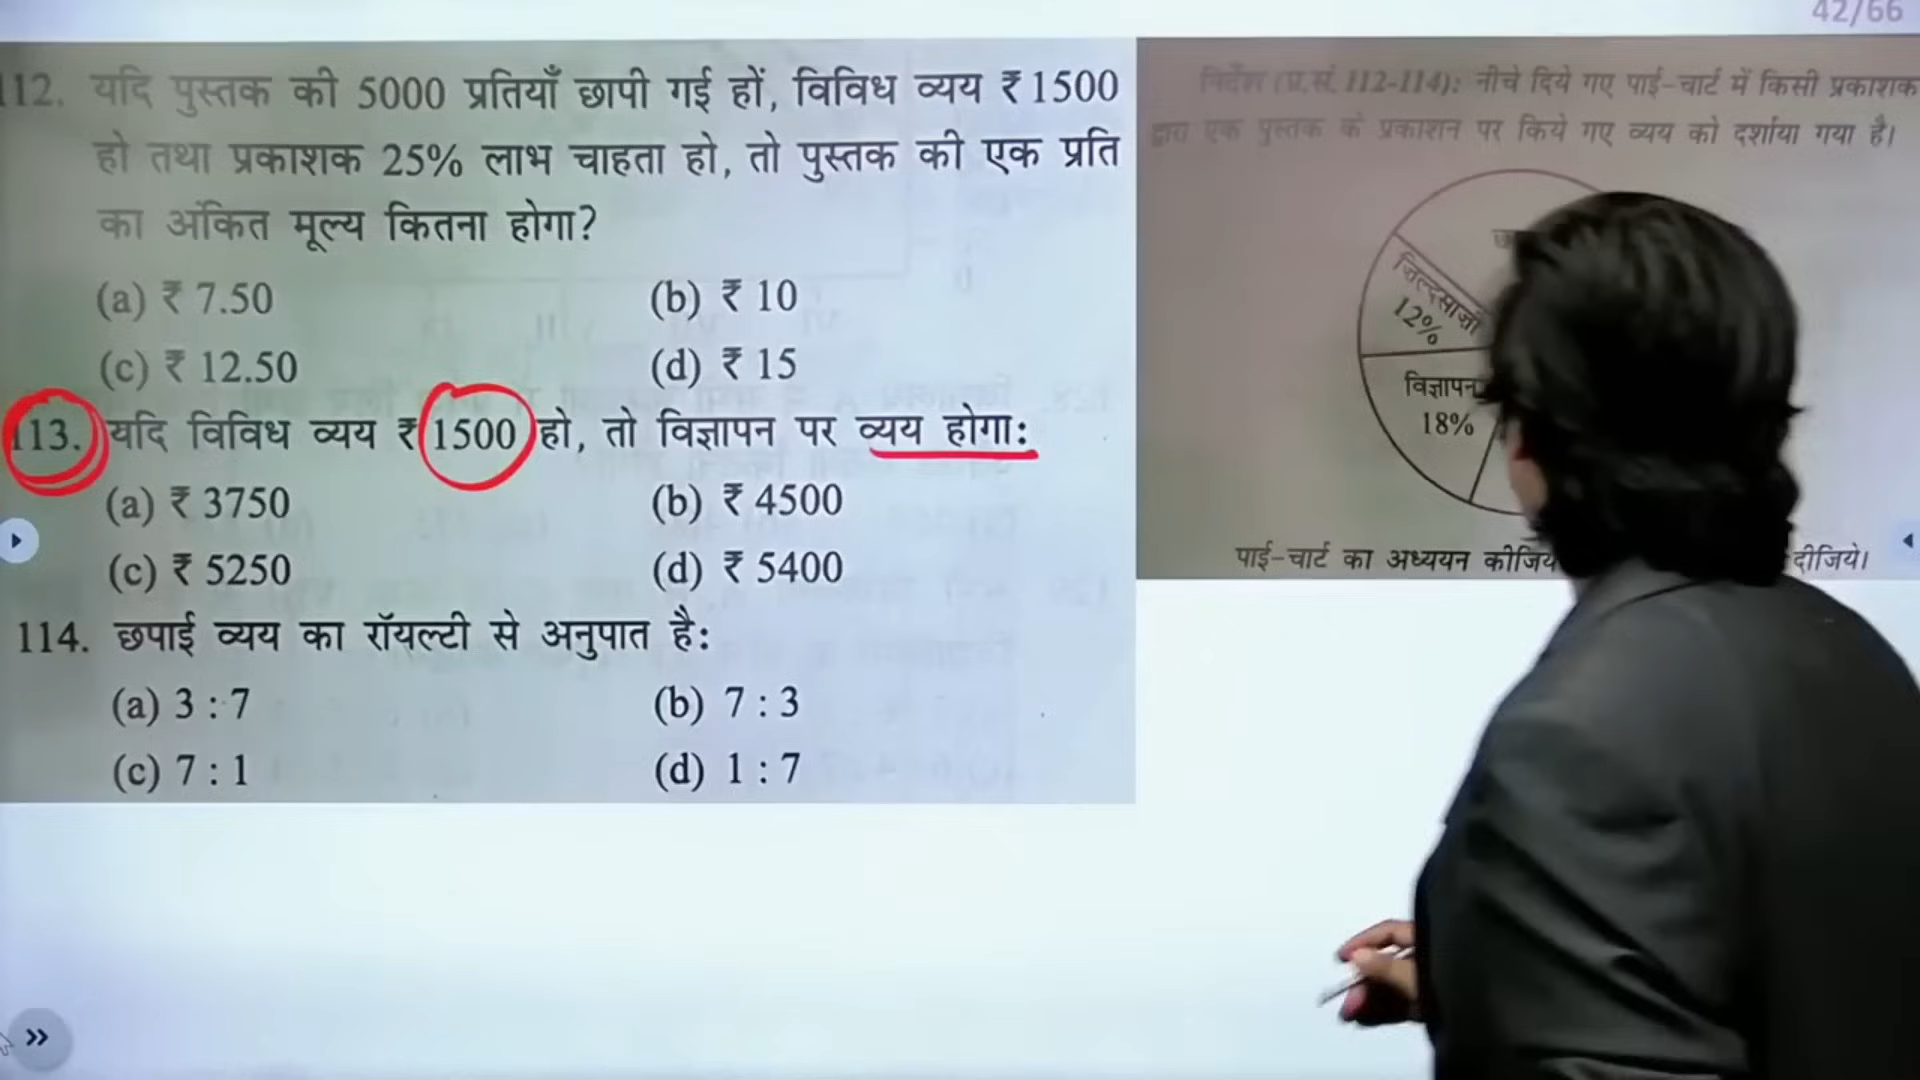 42/66
112. यदि पुस्तक की 5000 प्रतियाँ छापी गई हों, विविध व्यय ₹ 1500
हो तथा प्रकाशक 25% लाभ चाहता हो, तो पुस्तक की एक प्रति
का अंकित मूल्य कितना होगा?
(a) ₹ 7.50 (b) ₹ 10
(c) ₹ 12.50 (d) ₹ 15
113. यदि विविध व्यय ₹ 1500 हो, तो विज्ञापन पर व्यय होगा:
(a) ₹ 3750 (b) ₹ 4500
(c) ₹ 5250 (d) ₹ 5400
114. छपाई व्यय का रॉयल्टी से अनुपात है:
(a) 3 : 7 (b) 7 : 3
(c) 7 : 1 (d) 1 : 7
निर्देश (प्र.सं. 112-114): नीचे दिये गए पाई-चार्ट में किसी प्रकाशक
द्वारा एक पुस्तक के प्रकाशन पर किये गए व्यय को दर्शाया गया है।
जिल्दसाजी
12%
विज्ञापन
18%
पाई-चार्ट का अध्ययन दीजिये।